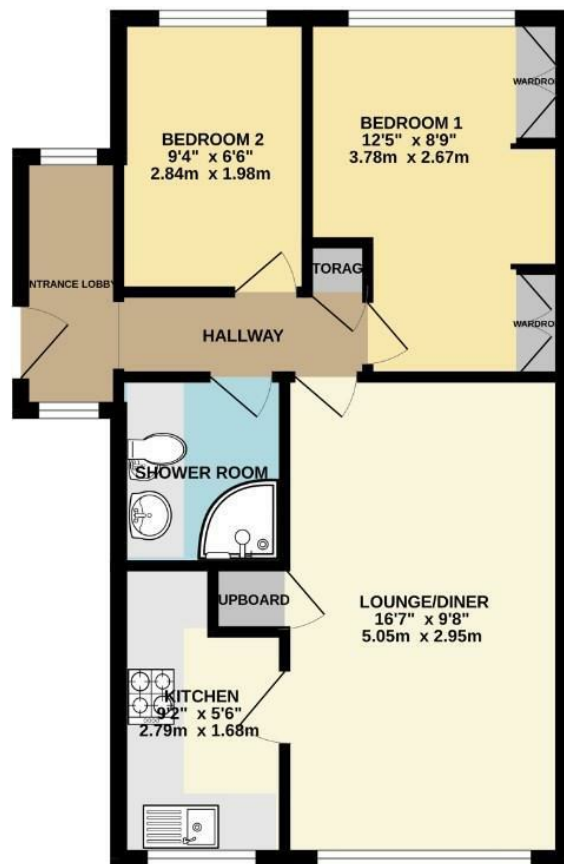 BEDROOM 2
9'4" x 6'6"
2.84m x 1.98m
BEDROOM 1
12'5" x 8'9"
3.78m x 2.67m
WARDROB
NTRANCE LOBBY
TORAG
HALLWAY
WARDROB
SHOWER ROOM
UPBOARD
LOUNGE/DINER
16'7" x 9'8"
5.05m x 2.95m
KITCHEN
9'2" x 5'6"
2.79m x 1.68m